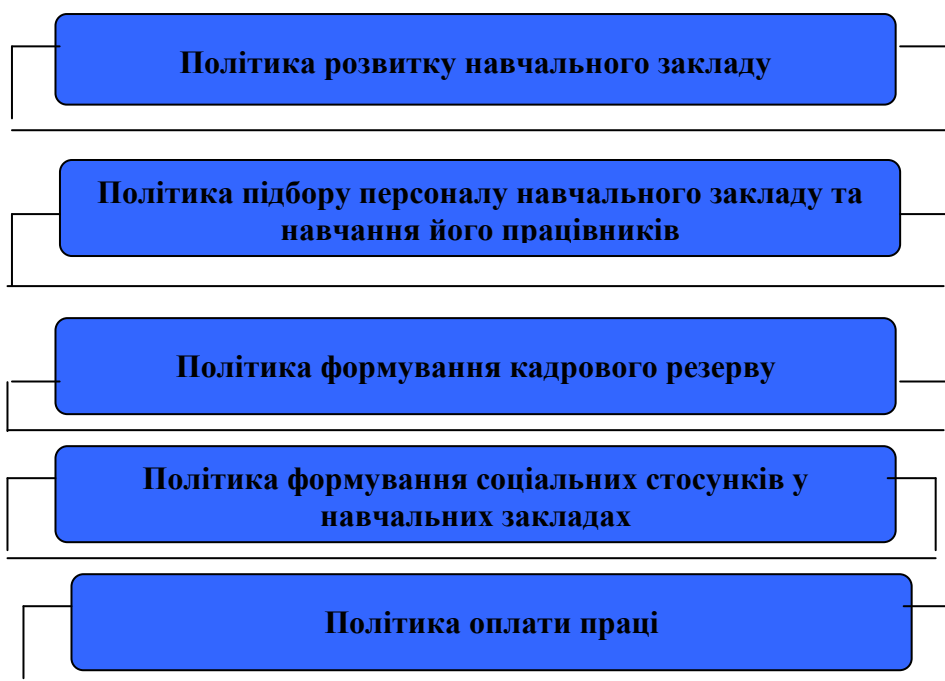 Політика розвитку навчального закладу
Політика підбору персоналу навчального закладу та
навчання його працівників
Політика формування кадрового резерву
Політика формування соціальних стосунків у
навчальних закладах
Політика оплати праці